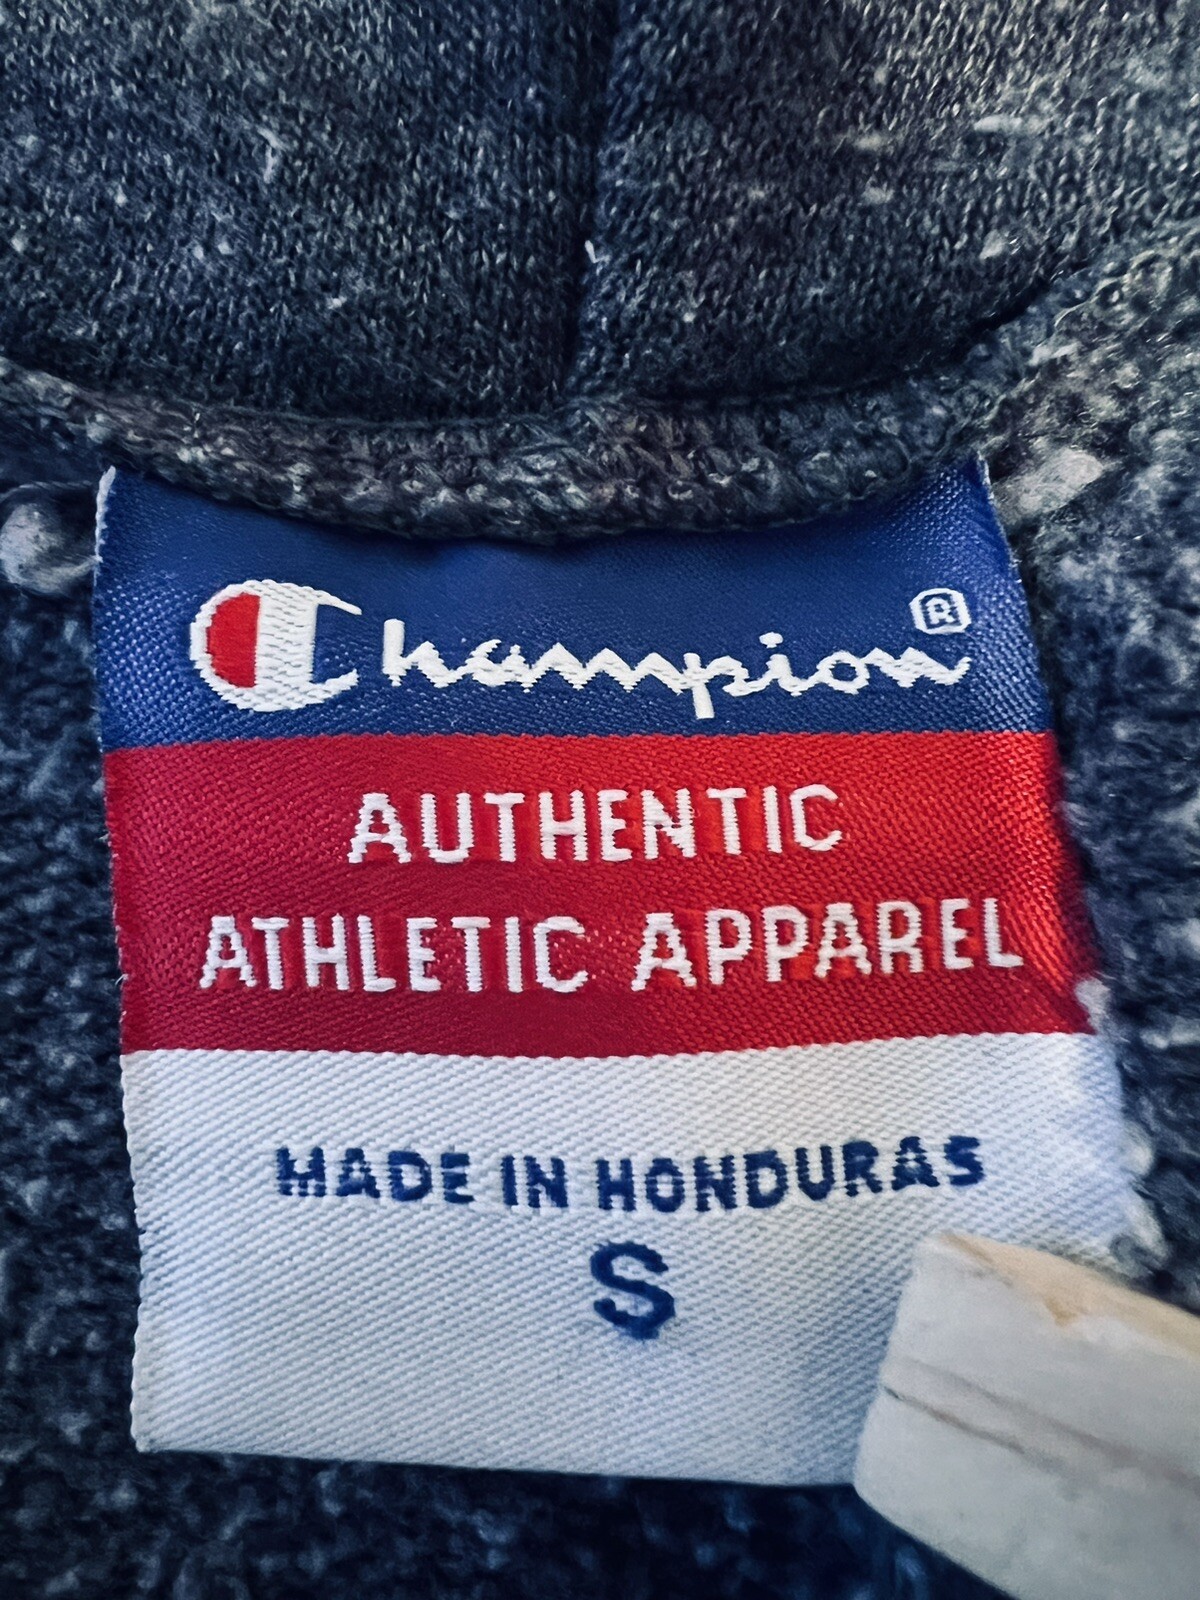 Champion®
AUTHENTIC
ATHLETIC APPAREL
MADE IN HONDURAS
S